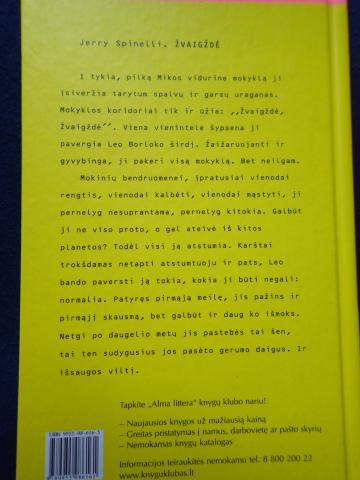 Jerry Spinelli. ŽVAIGŽDĖ
I tykią, pilką Mikos vidurinę mokyklą ji
įsiveržia tarytum spalvų ir garsų uraganas.
Mokyklos koridoriai tik ir ūžia: ,,Žvaigždė,
Žvaigždė´´. Viena vienintele šypsena ji
pavergia Leo Borloko širdį. Žaižaruojanti ir
gyvybinga, ji pakeri visą mokyklą. Bet neilgam.
Mokinių bendruomenei, įpratusiai vienodai
rengtis, vienodai kalbėti, vienodai mąstyti, ji
pernelyg nesuprantama, pernelyg kitokia. Galbūt
ji ne viso proto, o gal ateivė iš kitos
planetos? Todėl visi ją atstumia. Karštai
trokšdamas netapti atstumtuoju ir pats, Leo
bando paversti ją tokia, kokia ji būti negali:
normalia. Patyręs pirmąją meilę, jis pažins ir
pirmąjį skausmą, bet galbūt ir daug ko išmoks.
Netgi po daugelio metų jis pastebės tai šen,
tai ten sudygusius jos pasėto gerumo daigus. Ir
išsaugos viltį.
Tapkite „Alma littera“ knygų klubo nariu!
– Naujausios knygos už mažiausią kainą
– Greitas pristatymas į namus, darbovietę ar pašto skyrių
– Nemokamas knygų katalogas
Informacijos teiraukitės nemokamu tel. 8 800 200 22
www.knyguklubas.lt